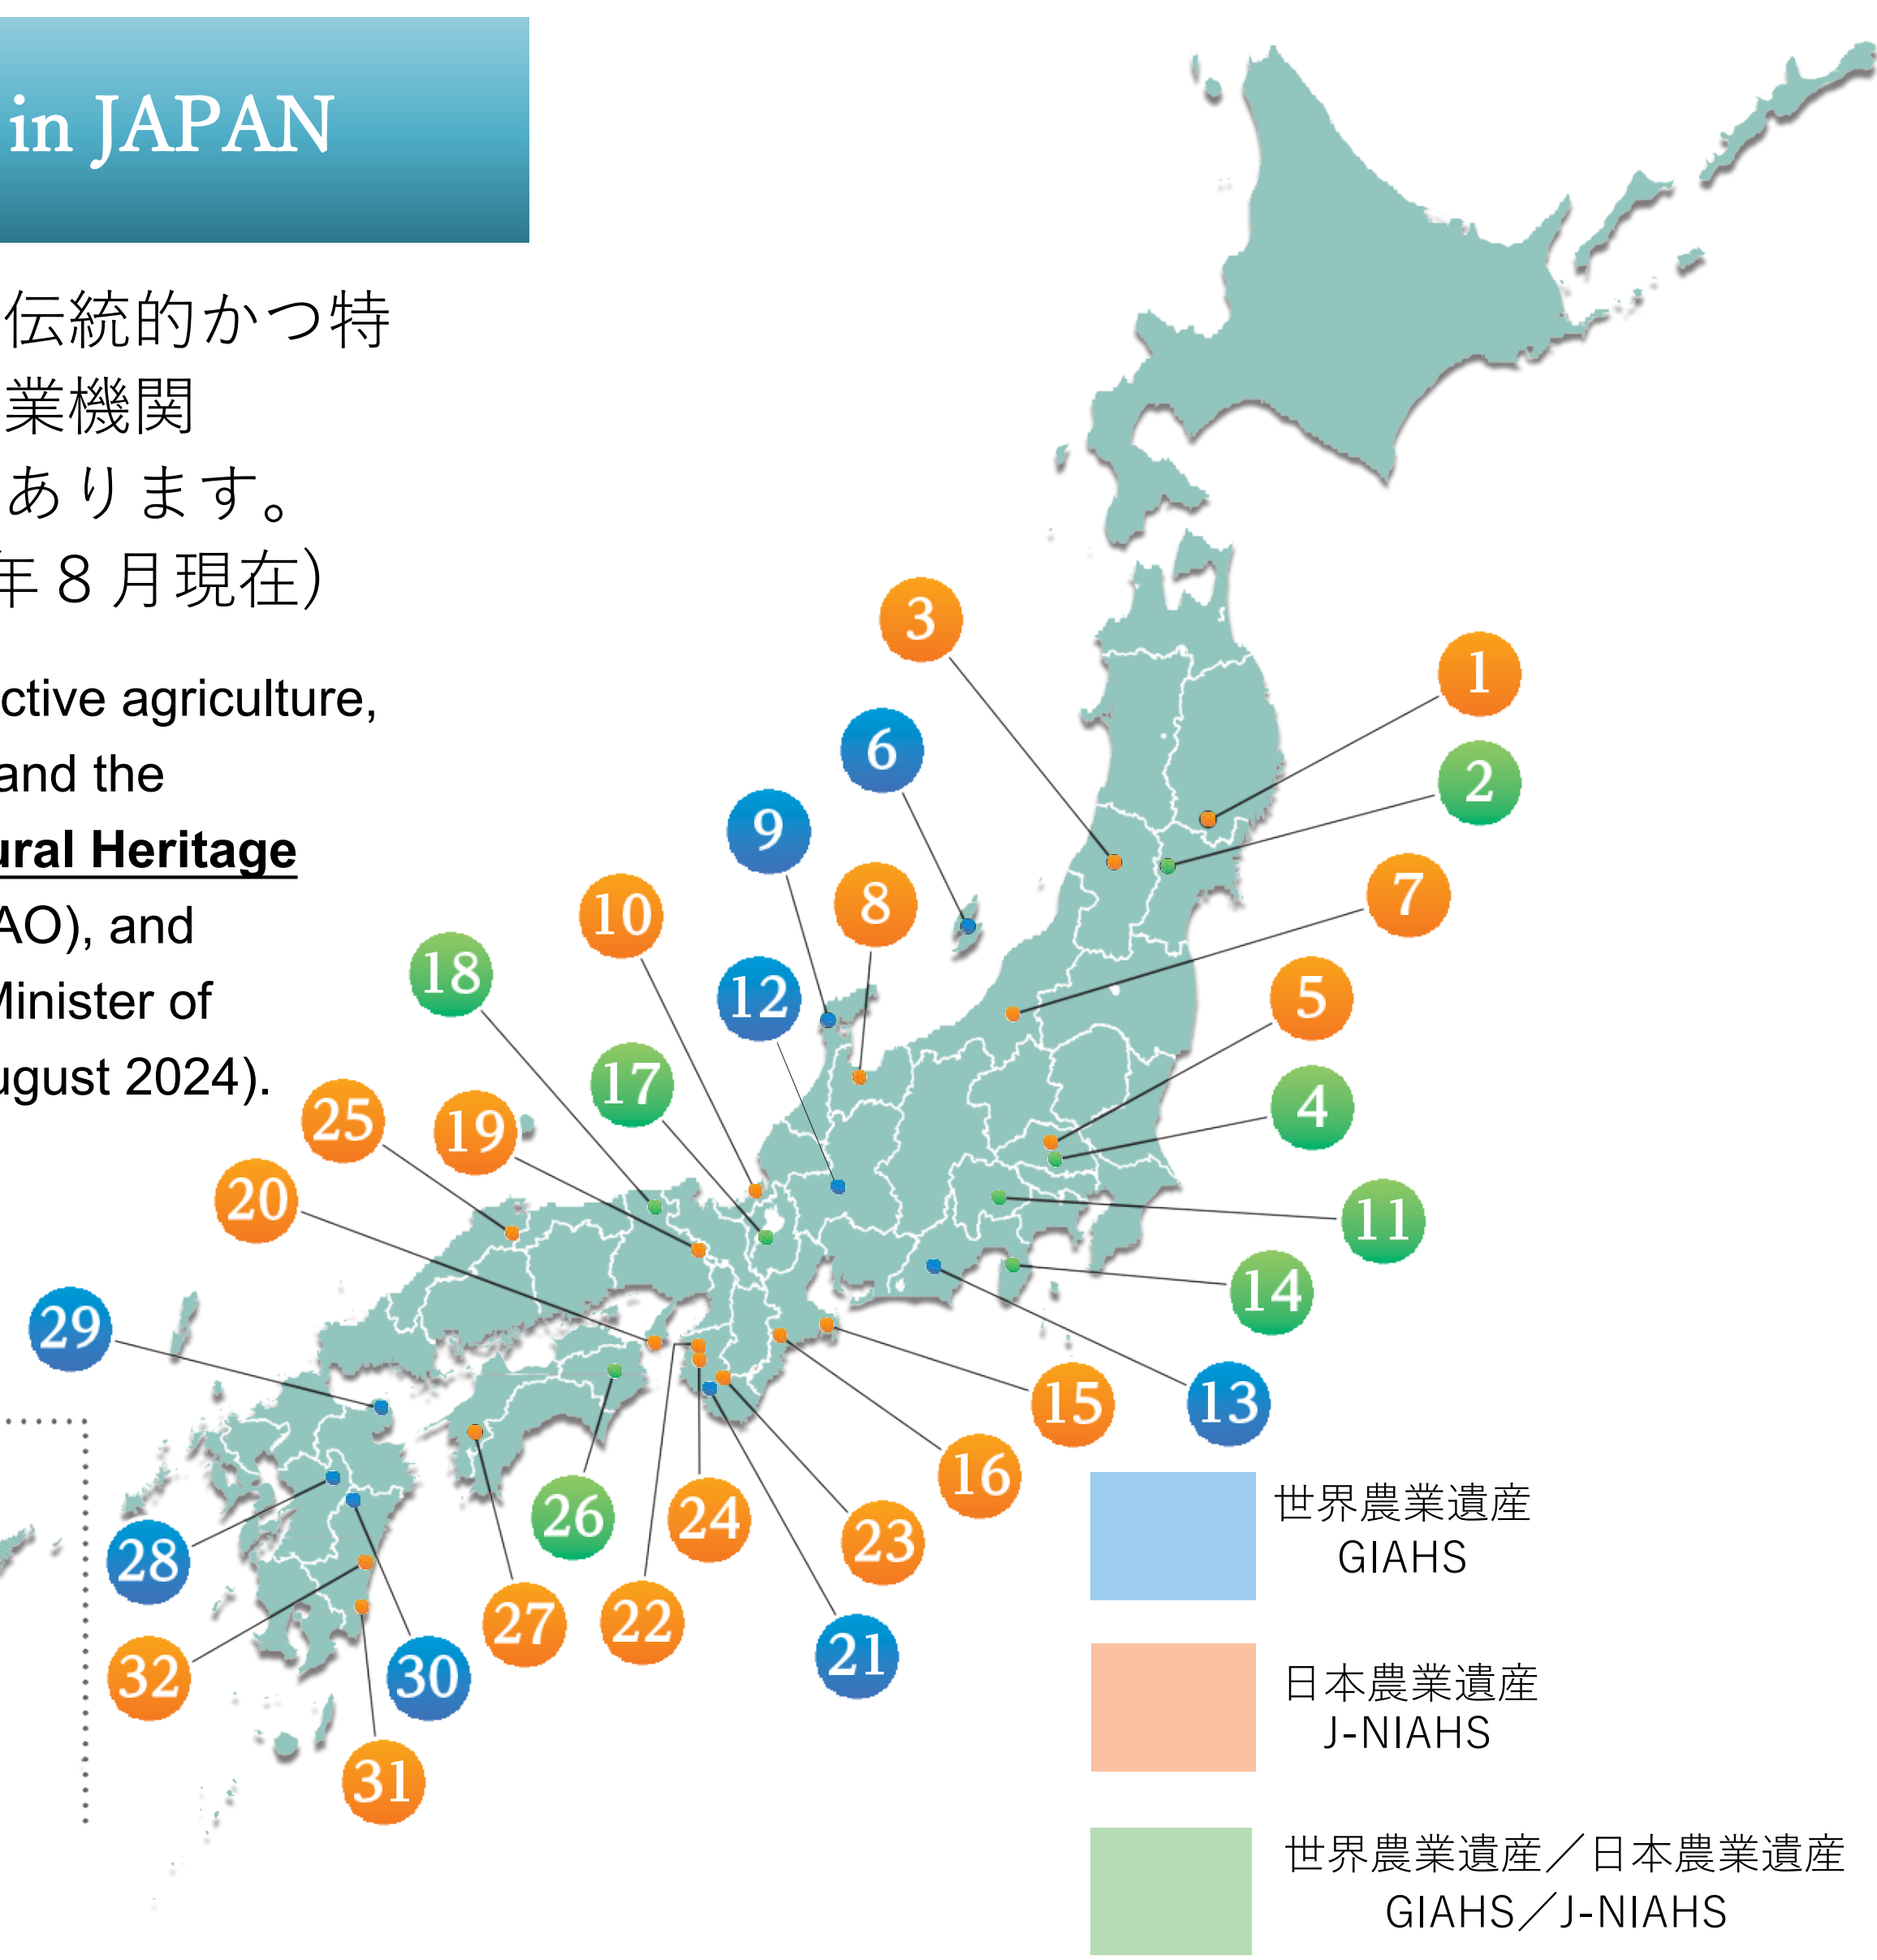 in JAPAN
伝統的かつ特
業機関
あります。
年８月現在）
ctive agriculture,
and the
ural Heritage
AO), and
Minister of
ugust 2024).
3
1
6
2
9
8
7
10
18
12
5
17
4
25
19
20
11
14
29
15
13
16
26
24
23
28
27
22
21
32
30
31
世界農業遺産
GIAHS
日本農業遺産
J-NIAHS
世界農業遺産／日本農業遺産
GIAHS／J-NIAHS